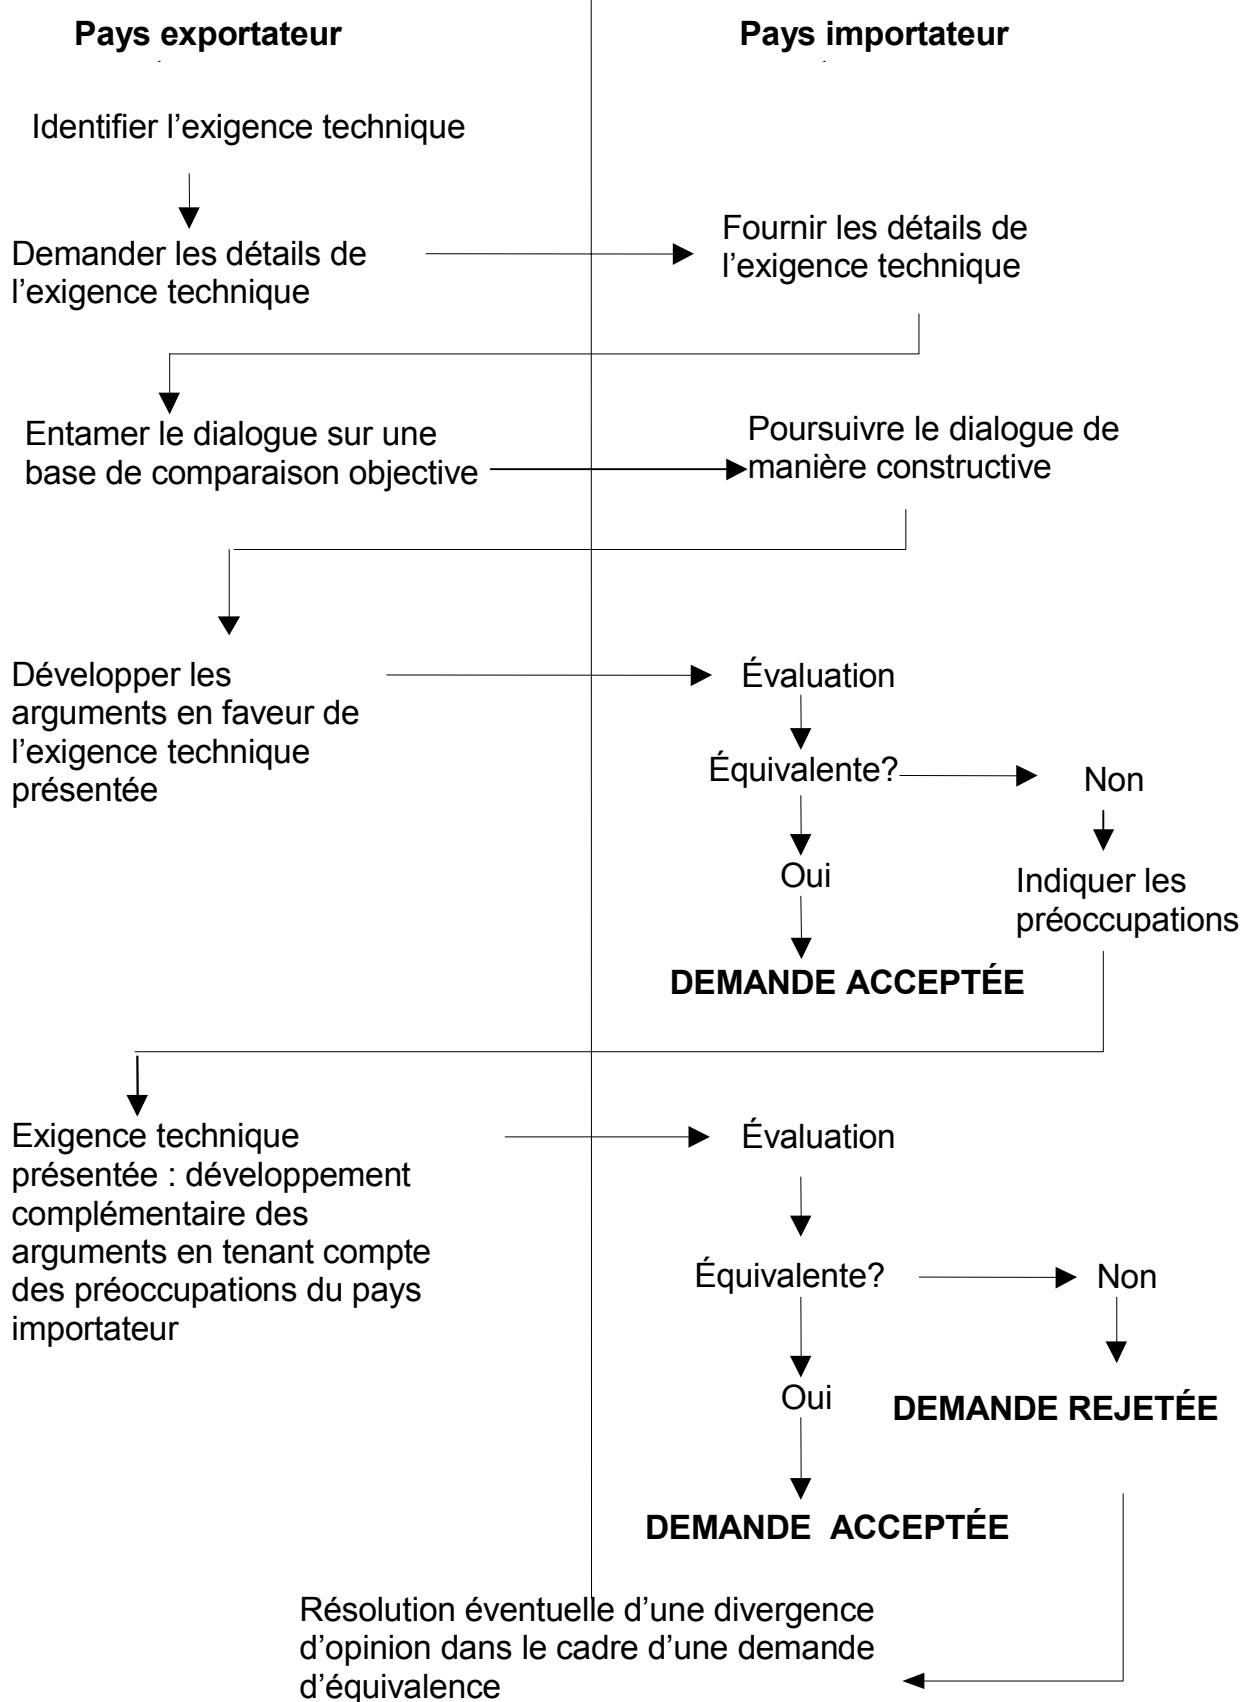 Pays exportateur
Pays importateur
Identifier l’exigence technique
Demander les détails de
l’exigence technique
Fournir les détails de
l’exigence technique
Entamer le dialogue sur une
base de comparaison objective
Poursuivre le dialogue de
manière constructive
Développer les
arguments en faveur de
l’exigence technique
présentée
Évaluation
Équivalente?
Non
Oui
Indiquer les
préoccupations
DEMANDE ACCEPTÉE
Exigence technique
présentée : développement
complémentaire des
arguments en tenant compte
des préoccupations du pays
importateur
Évaluation
Équivalente?
Non
Oui
DEMANDE REJETÉE
DEMANDE ACCEPTÉE
Résolution éventuelle d’une divergence
d’opinion dans le cadre d’une demande
d’équivalence